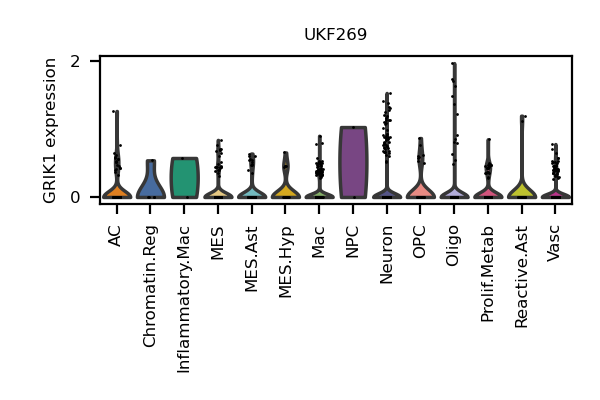 UKF269
GRIK1 expression
2
0
AC
Chromatin.Reg
Inflammatory.Mac
MES
MES.Ast
MES.Hyp
Mac
NPC
Neuron
OPC
Oligo
Prolif.Metab
Reactive.Ast
Vasc